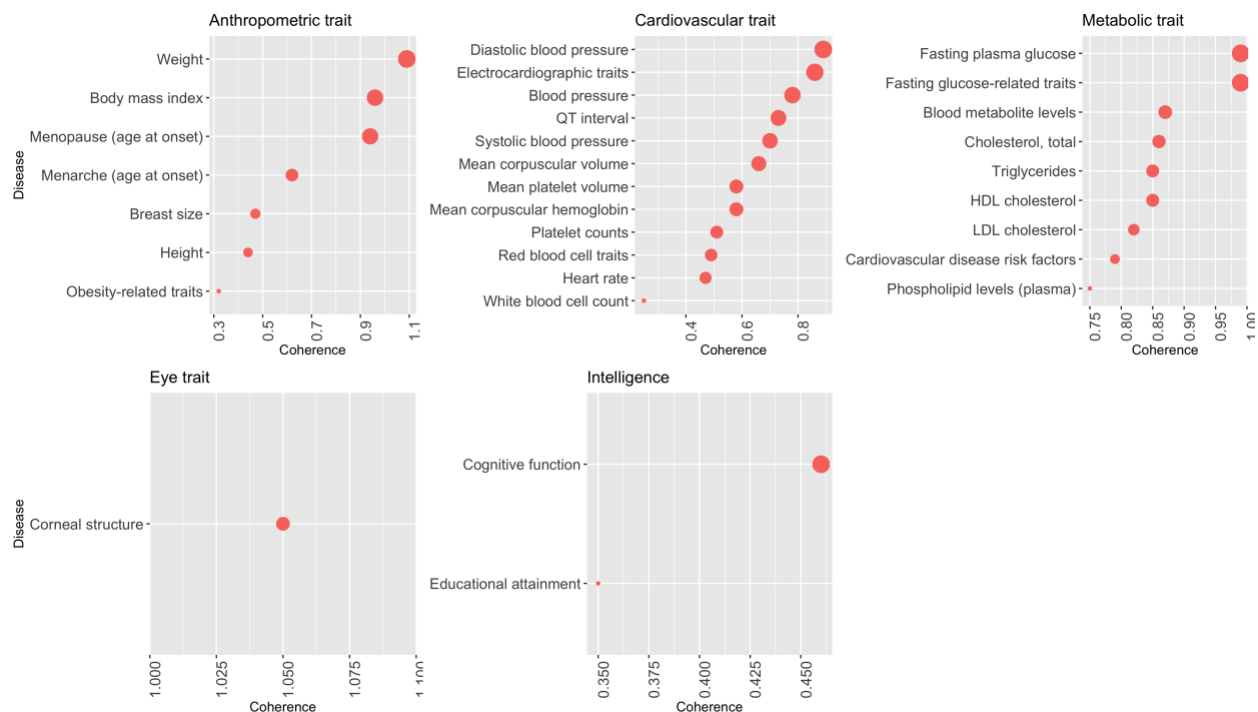 Anthropometric trait
Disease
Weight
Body mass index
Menopause (age at onset)
Menarche (age at onset)
Breast size
Height
Obesity-related traits
0.3
0.5
0.7
0.9
1.1
Coherence
Cardiovascular trait
Diastolic blood pressure
Electrocardiographic traits
Blood pressure
QT interval
Systolic blood pressure
Mean corpuscular volume
Mean platelet volume
Mean corpuscular hemoglobin
Platelet counts
Red blood cell traits
Heart rate
White blood cell count
0.4
0.6
0.8
Coherence
Metabolic trait
Fasting plasma glucose
Fasting glucose-related traits
Blood metabolite levels
Cholesterol, total
Triglycerides
HDL cholesterol
LDL cholesterol
Cardiovascular disease risk factors
Phospholipid levels (plasma)
0.75
0.80
0.85
0.90
0.95
1.00
Coherence
Eye trait
Disease
Corneal structure
1.000
1.025
1.050
1.075
1.100
Coherence
Intelligence
Cognitive function
Educational attainment
0.350
0.375
0.400
0.425
0.450
Coherence